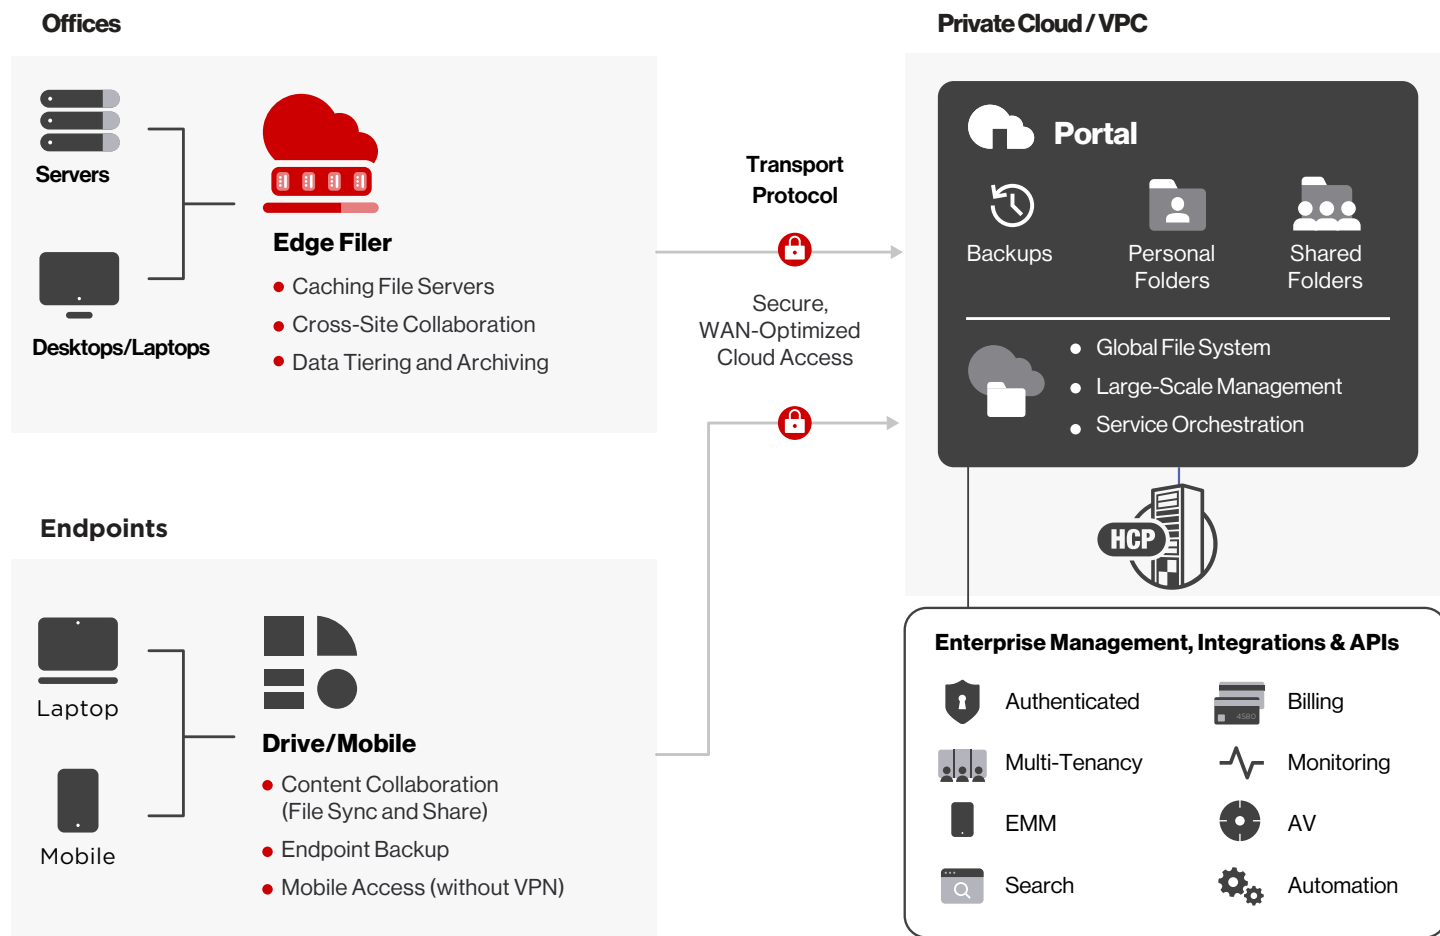 Offices
Servers
Desktops/Laptops
Edge Filer
Caching File Servers
Cross-Site Collaboration
Data Tiering and Archiving
Endpoints
Laptop
Mobile
Drive/Mobile
Content Collaboration
(File Sync and Share)
Endpoint Backup
Mobile Access (without VPN)
Transport
Protocol
Secure,
WAN-Optimized
Cloud Access
Private Cloud / VPC
Portal
Backups
Personal
Folders
Shared
Folders
Global File System
Large-Scale Management
Service Orchestration
HCP
Enterprise Management, Integrations & APIs
Authenticated
4580
Billing
Multi-Tenancy
Monitoring
EMM
AV
Search
Automation